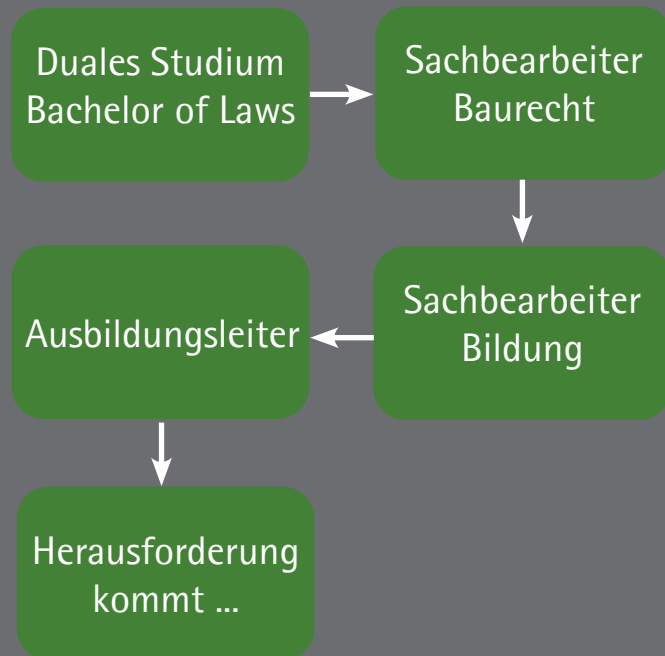 Duales Studium
Bachelor of Laws
Sachbearbeiter
Baurecht
Sachbearbeiter
Bildung
Ausbildungsleiter
Herausforderung
kommt ...